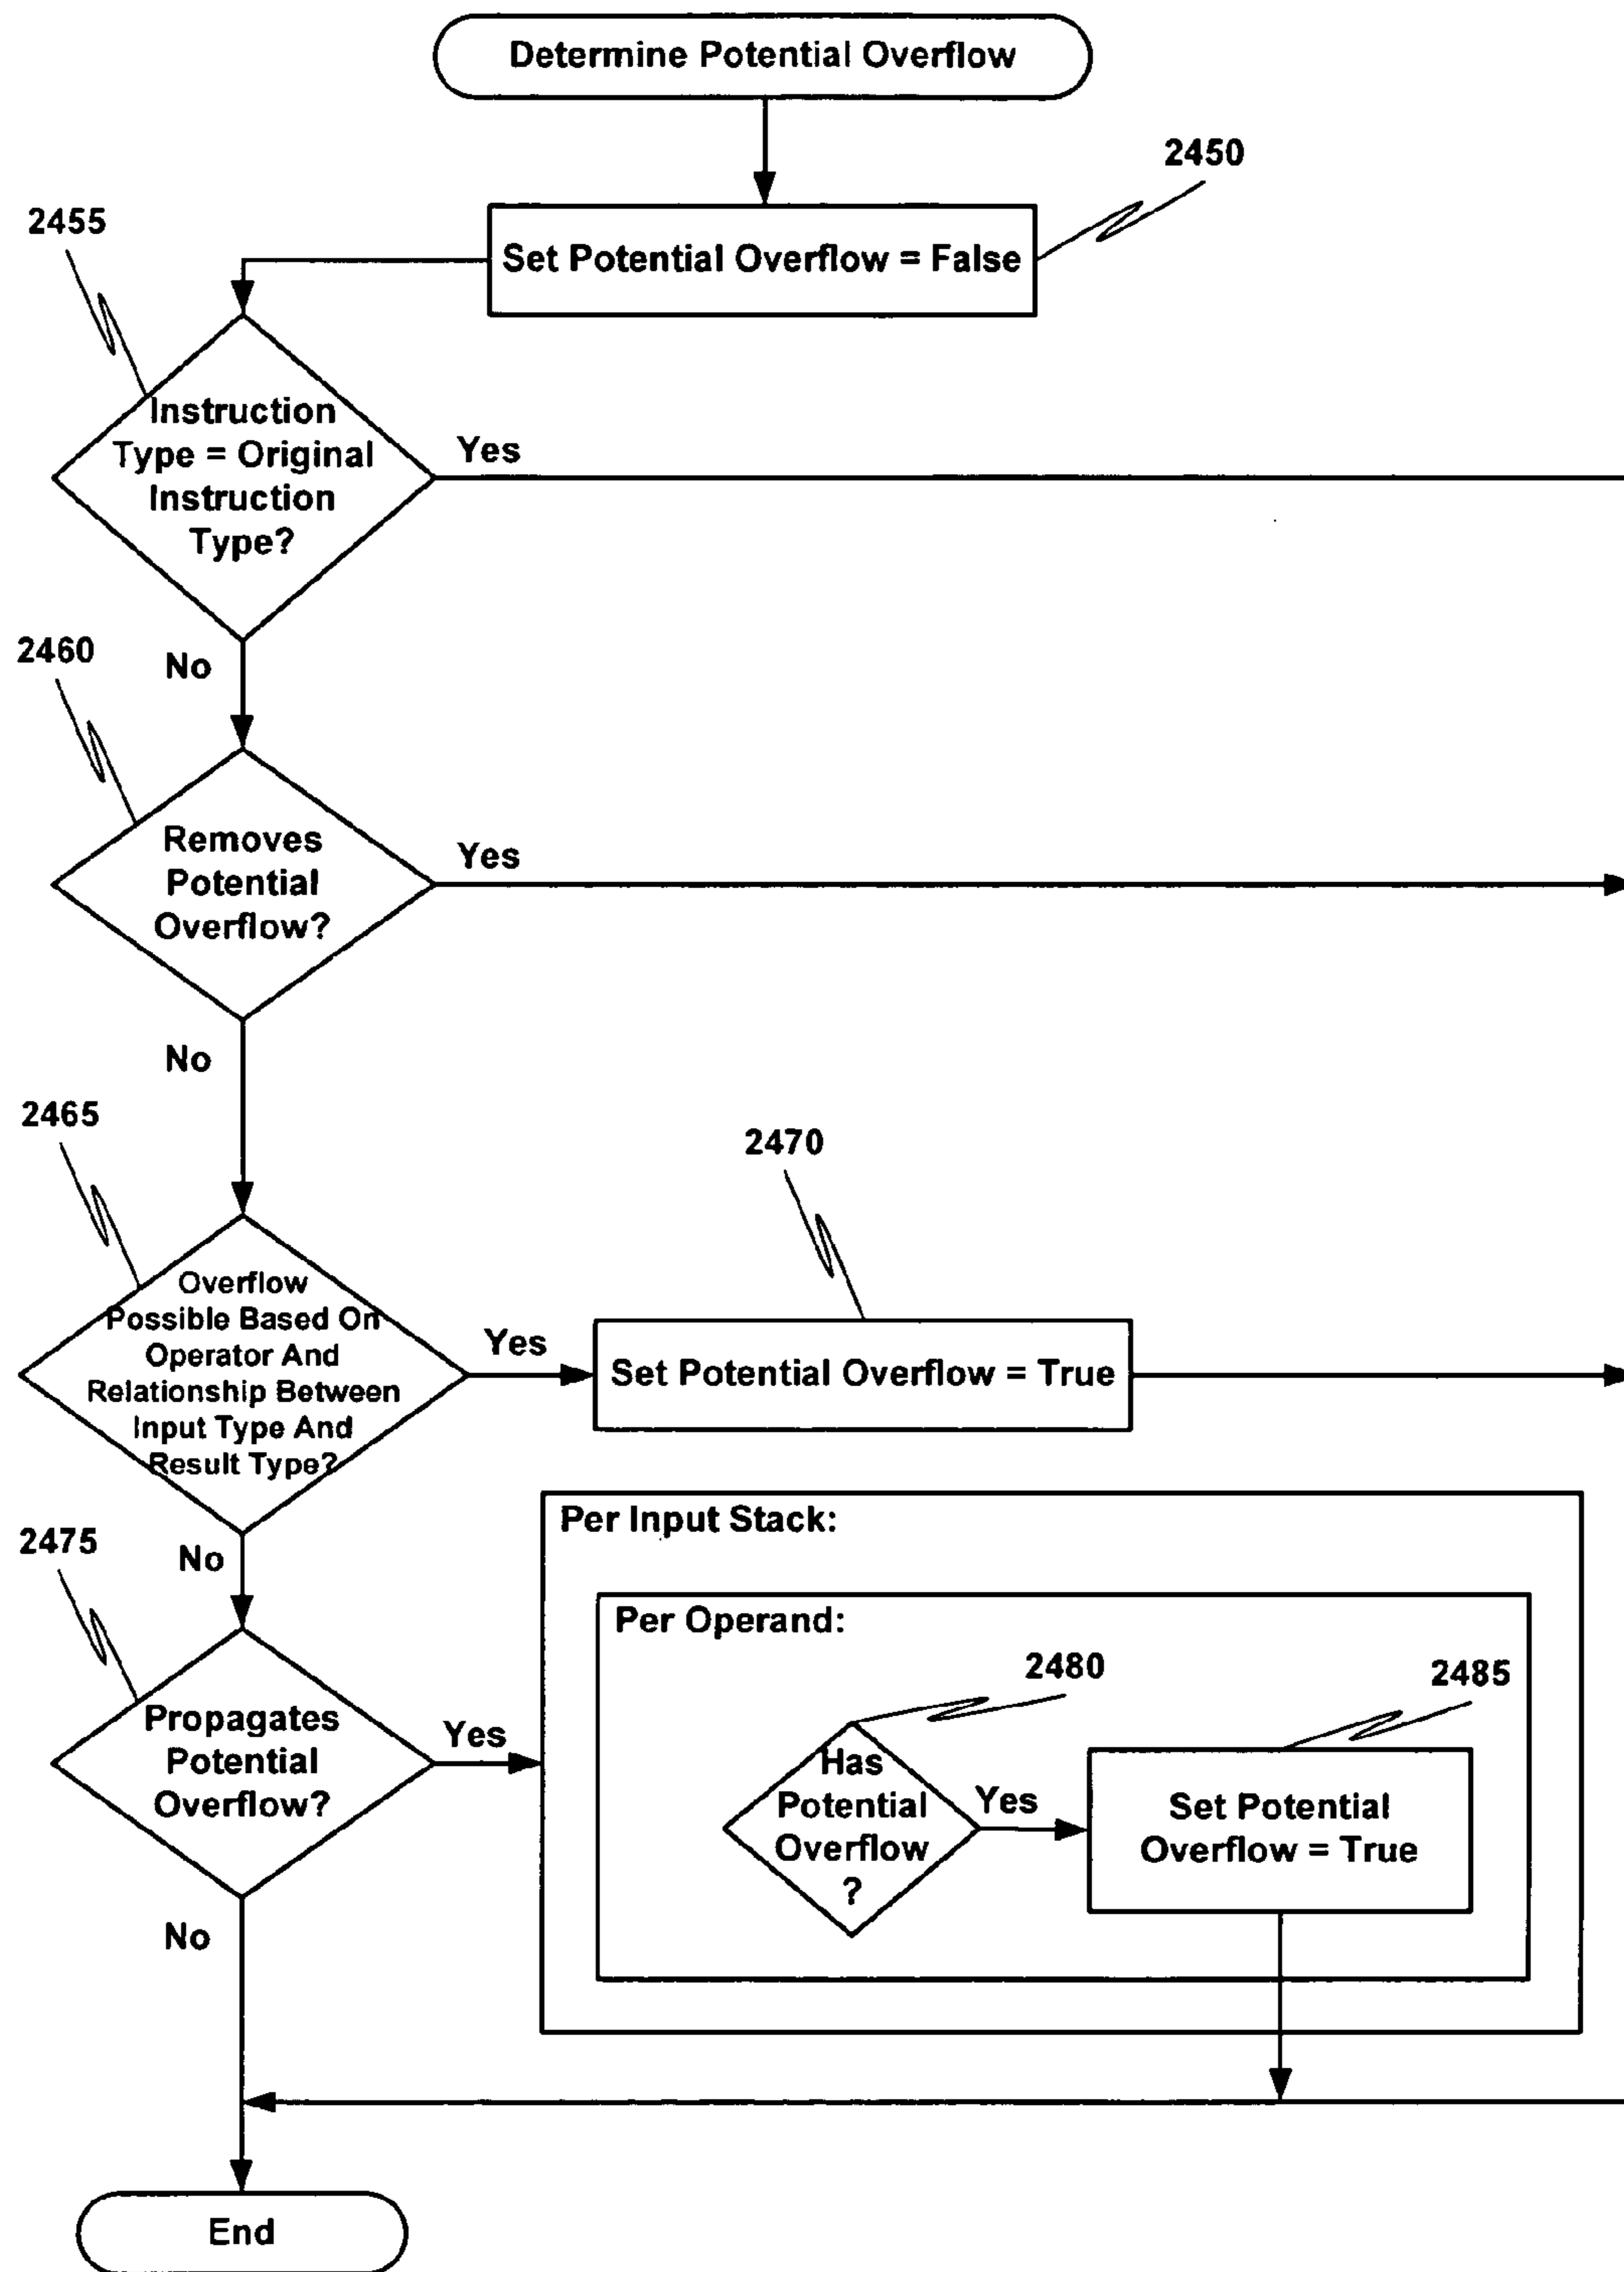 Determine Potential Overflow
2450
Set Potential Overflow = False
2455
Instruction
Type = Original
Instruction
Type?
Yes
No
2460
Removes
Potential
Overflow?
Yes
No
2465
Overflow
Possible Based On
Operator And
Relationship Between
Input Type And
Result Type?
Yes
2470
Set Potential Overflow = True
No
2475
Propagates
Potential
Overflow?
Yes
Per Input Stack:
Per Operand:
2480
Has
Potential
Overflow
?
Yes
2485
Set Potential
Overflow = True
No
End